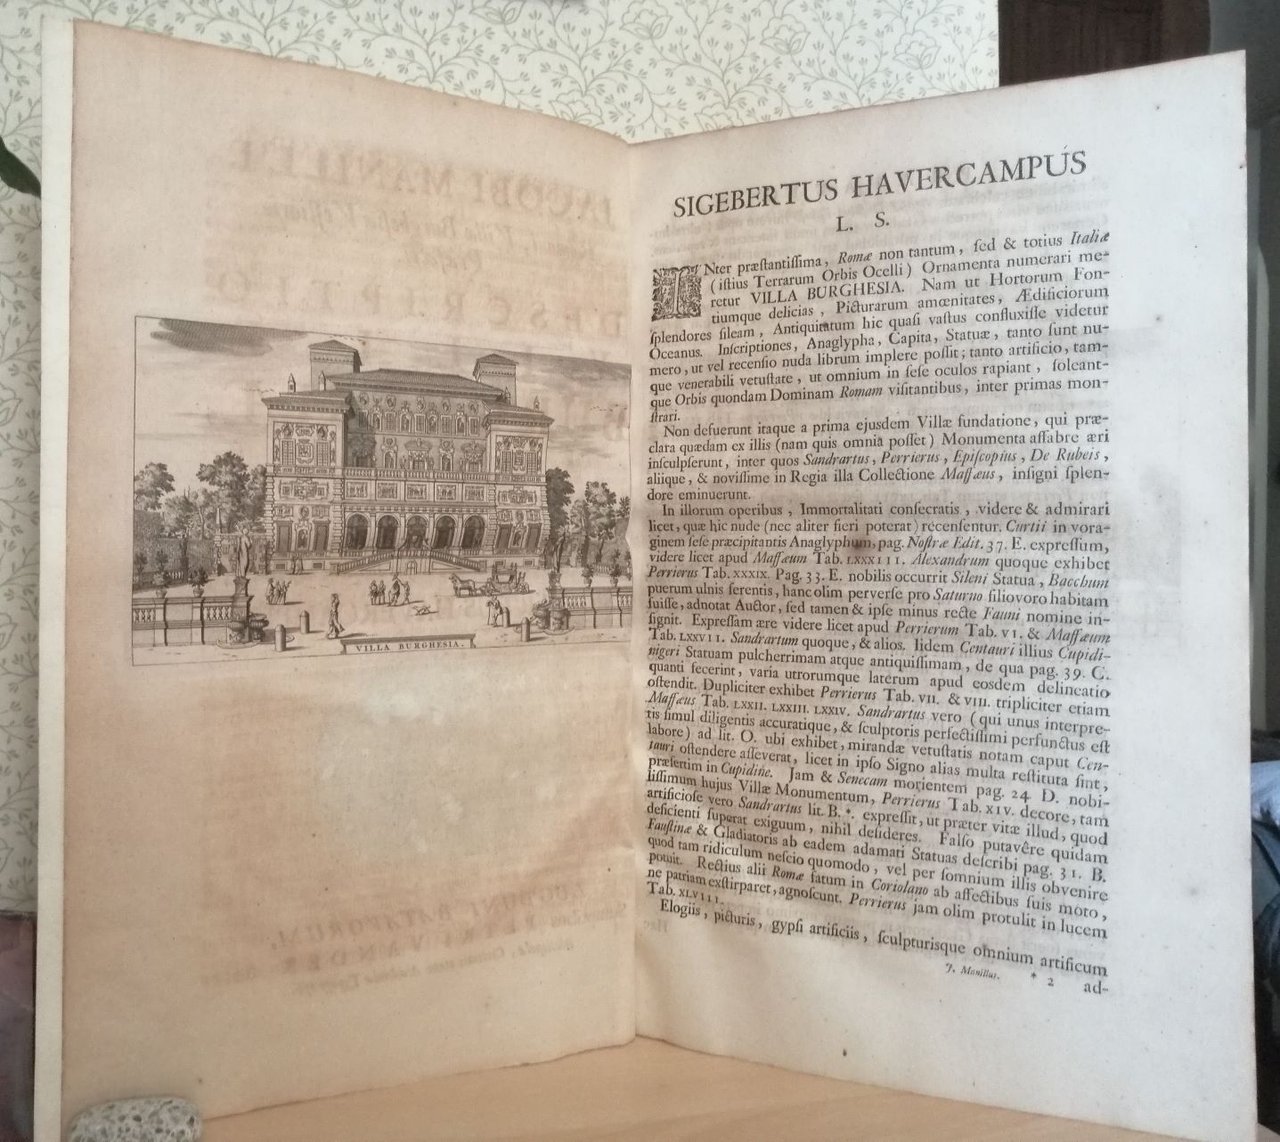 VILLA BURGHESIA.
SIGEBERTUS HAVERCAMPUS
L. S.
INter præſtantiſſima, Romæ non tantum, ſed & totius Italiæ
(iſtius Terrarum Orbis Ocelli) Ornamenta numerari me-
retur VILLA BURGHESIA. Nam ut Hortorum Fon-
tiumque delicias, Picturarum amœnitates, Ædificiorum
ſplendores ſileam, Antiquitatum hic quaſi vaſtus confluxiſſe videtur
Oceanus. Inſcriptiones, Anaglypha, Capita, Statuæ, tanto ſunt nu-
mero, ut vel recenſio nuda librum implere poſſit; tanto artificio, tam-
que venerabili vetuſtate, ut omnium in ſeſe oculos rapiant, ſoleant-
que Orbis quondam Dominam Romam viſitantibus, inter primas mon-
ſtrari.
Non defuerunt itaque a prima ejuſdem Villæ fundatione, qui præ-
clara quædam ex illis (nam quis omnia poſſet) Monumenta aſſabre æri
inſculpſerunt, inter quos Sandrartus, Perrierus, Epiſcopius, De Rubeis,
aliique, & noviſſime in Regia illa Collectione Maffæus, inſigni ſplen-
dore eminuerunt.
In illorum operibus, Immortalitati conſecratis, videre & admirari
licet, quæ hic nude (nec aliter fieri poterat) recenſentur. Curtii in vora-
ginem ſeſe præcipitantis Anaglyphum, pag. Noſtræ Edit. 37. E. expreſſum,
videre licet apud Maffæum Tab. LXXXIII. Alexandrum quoque exhibet
Perrierus Tab. XXXIX. Pag. 33. E. nobilis occurrit Sileni Statua, Bacchum
puerum ulnis ferentis, hanc olim perverſe pro Saturno filiovoro habitam
fuiſſe, adnotat Auctor, ſed tamen & ipſe minus recte Fauni nomine in-
ſignit. Expreſſam ære videre licet apud Perrierum Tab. VI. & Maffæum
Tab. LXXVII. Sandrartum quoque, & alios. Iidem Centauri illius Cupidi-
nigeri Statuam pulcherrimam atque antiquiſſimam, de qua pag. 39. C.
quanti fecerint, varia utrorumque laterum apud eosdem delineatio
oſtendit. Dupliciter exhibet Perrierus Tab. VII. & VIII. tripliciter etiam
Maffæus Tab. LXXII. LXXIII. LXXIV. Sandrartus vero (qui unus interpre-
tis ſimul diligentis accuratique, & ſculptoris perfectiſſimi perfunctus eſt
labore) ad lit. O. ubi exhibet, mirandæ vetuſtatis notam caput Cen-
tauri oſtendere aſſeverat, licet in ipſo Signo alias multa reſtituta ſint,
præſertim in Cupidine. Jam & Senecam morientem pag. 24 D. nobi-
liſſimum hujus Villæ Monumentum, Perrierus Tab. XIV. decore, tam
artificioſe vero Sandrartus lit. B. *. expreſſit, ut præter vitæ illud, quod
deficienti ſuperat exiguum, nihil deſideres. Falſo putavêre quidam
Fauſtinæ & Gladiatoris ab eadem adamati Statuas deſcribi pag. 31. B.
quod tam ridiculum neſcio quomodo, vel per ſomnium illis obvenire
potuit. Rectius alii Romæ fatum in Coriolano ab affectibus ſuis moto,
ne patriam exſtirparet, agnoſcunt. Perrierus jam olim protulit in lucem
Tab. XLVIII.
Elogiis, picturis, gypſi artificiis, ſculpturisque omnium artificum
J. Manillus. * 2 ad-